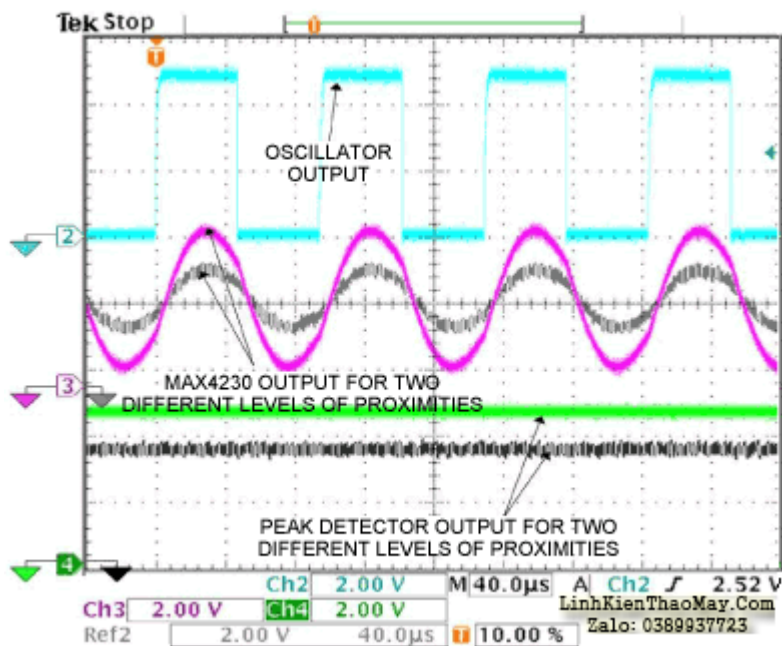 Tek Stop
T
T
OSCILLATOR
OUTPUT
2
3
MAX4230 OUTPUT FOR TWO
DIFFERENT LEVELS OF PROXIMITIES
PEAK DETECTOR OUTPUT FOR TWO
DIFFERENT LEVELS OF PROXIMITIES
4
Ch2 2.00 V M 40.0µs A Ch2 2.52 V
Ch3 2.00 V Ch4 2.00 V
Ref2 2.00 V 40.0µs T 10.00 %
LinhKienThaoMay.Com
Zalo: 0389937723